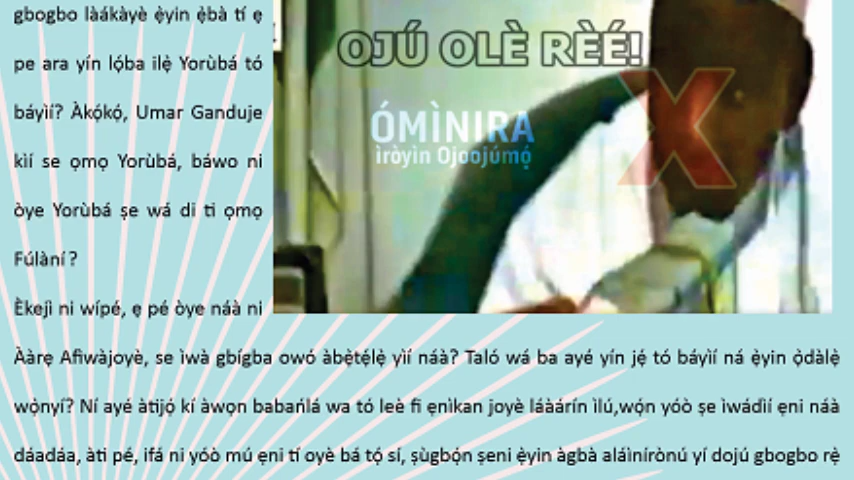 gbogbo làákàyè ẹ̀yin ẹ̀bà tí ẹ
pe ara yín lọ́ba ilẹ̀ Yorùbá tó
báyìí? Àkọ́kọ́, Umar Ganduje
kìí se ọmọ Yorùbá, báwo ni
òye Yorùbá ṣe wá di ti ọmọ
Fúlàní?
Èkejì ni wípé, ẹ pé òye náà ni
Ààrẹ Afiwàjoyè, se ìwà gbígba owó àbẹ̀tẹ́lẹ̀ yìí náà? Taló wá ba ayé yín jẹ́ tó báyìí ná ẹ̀yin ọ̀dàlẹ̀
wọ̀nyí? Ní ayé àtijọ́ kí àwọn babańlá wa tó leè fi ẹnìkan joyè láàárín ìlú,wọ́n yóò ṣe ìwádìí ẹni náà
dáadáa, àti pé, ifá ni yóò mú ẹni tí oyè bá tọ́ sí, ṣùgbọ́n ṣeni ẹ̀yin àgbà aláìnírònú yí dojú gbogbo rẹ̀
OJÚ OLÈ RÈÉ!
ÓMÌNIRA
ìròyìn Ojoojúmọ́
X